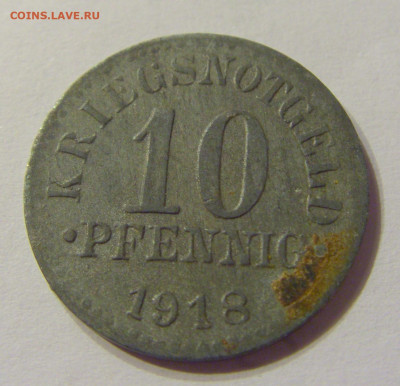 COINS.LAVE.RU
KRIEGSNOTGELD
10
·PFENNIG·
1918